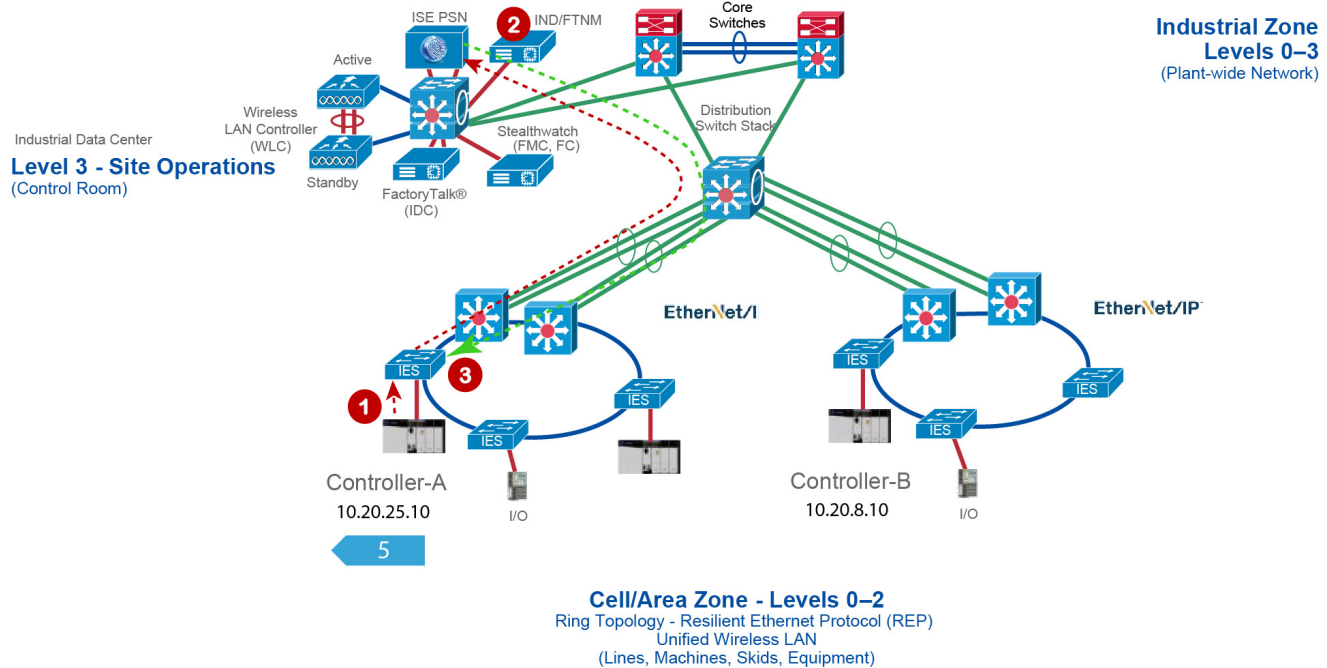 ISE PSN
2
IND/FTNM
Core
Switches
Industrial Zone
Levels 0–3
(Plant-wide Network)
Active
Wireless
LAN Controller
(WLC)
Standby
Industrial Data Center
Level 3 - Site Operations
(Control Room)
FactoryTalk®
(IDC)
Stealthwatch
(FMC, FC)
Distribution
Switch Stack
EtherNet/I
EtherNet/IP
IES
3
1
IES
IES
IES
IES
IES
Controller-A
10.20.25.10
I/O
5
Controller-B
10.20.8.10
I/O
Cell/Area Zone - Levels 0–2
Ring Topology - Resilient Ethernet Protocol (REP)
Unified Wireless LAN
(Lines, Machines, Skids, Equipment)